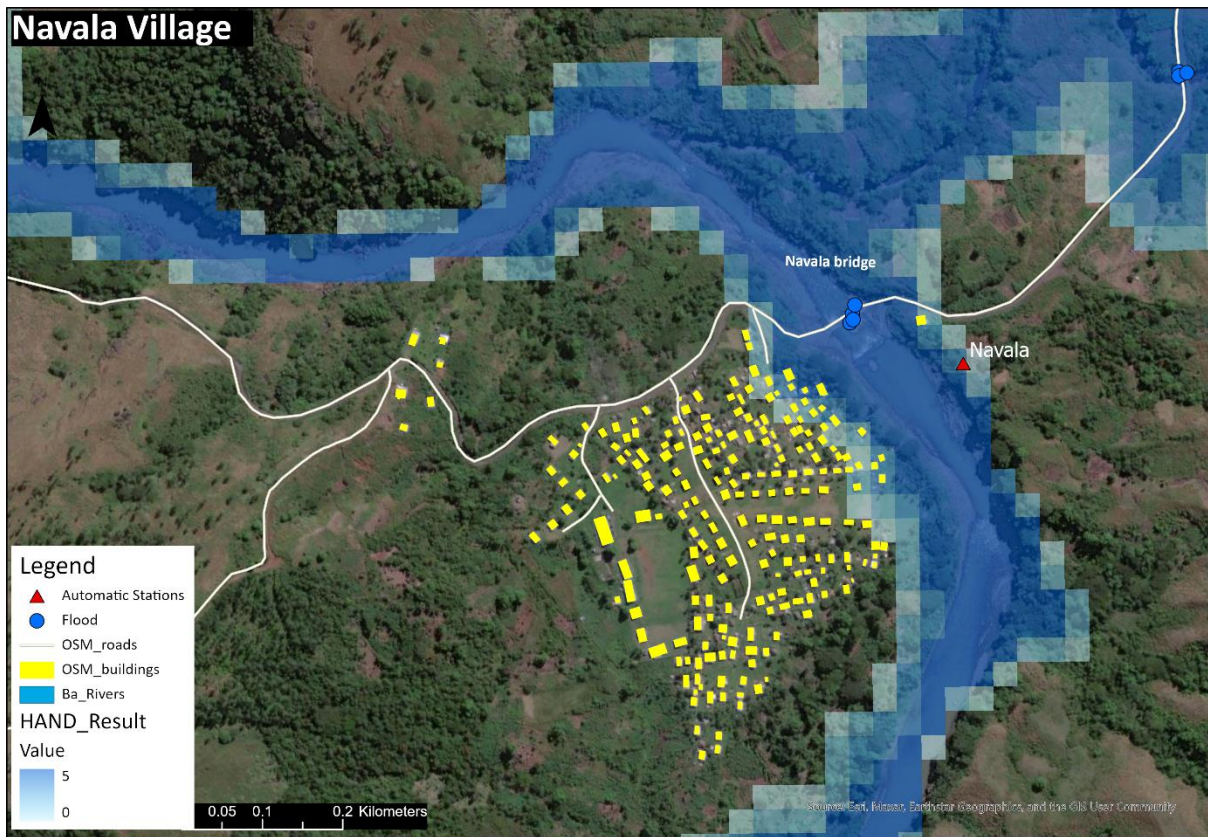 Navala Village
Navala bridge
Navala
Legend
Automatic Stations
Flood
OSM_roads
OSM_buildings
Ba_Rivers
HAND_Result
Value
5
0
0.05 0.1 0.2 Kilometers
Source: Esri, Maxar, Earthstar Geographics, and the GIS User Community